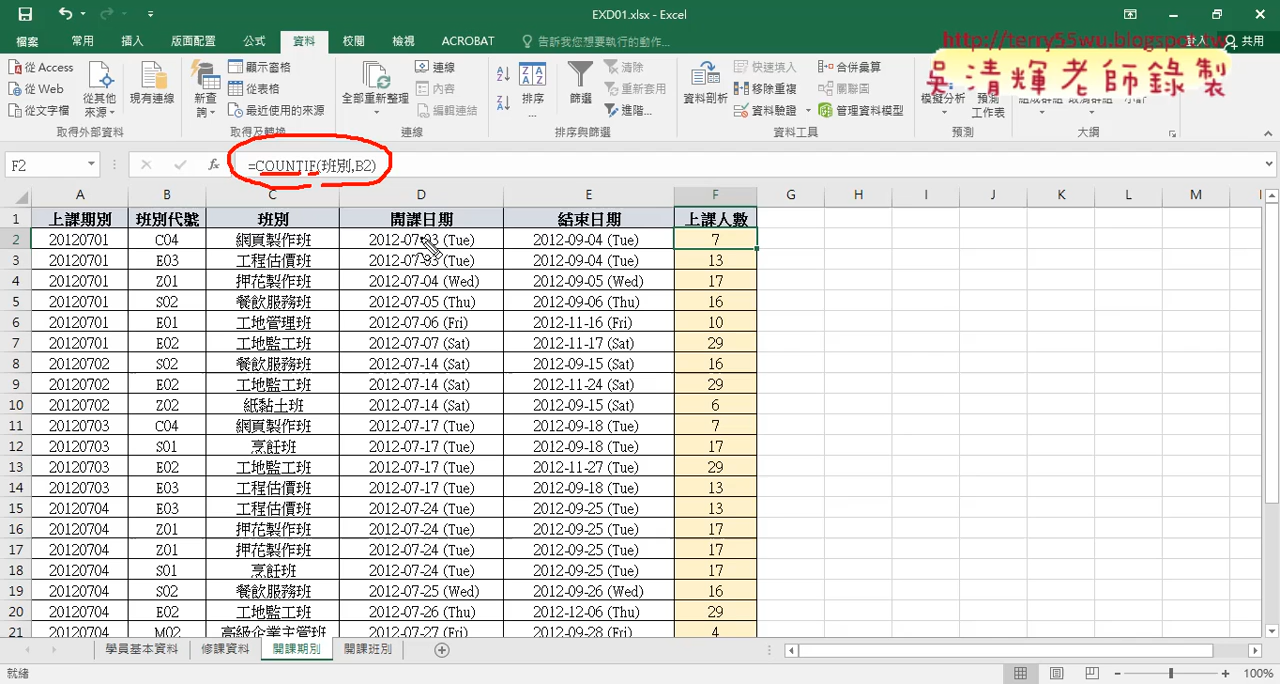 EXD01.xlsx - Excel
檔案 常用 插入 版面配置 公式 資料 校閱 檢視 ACROBAT 告訴我您想要執行的動作... 登入 共用
http://terry55wu.blogspot.tw
吳清輝老師錄製
從 Access 從 Web 從文字檔 從其他來源 現有連線 取得外部資料
新查詢 顯示查詢 從表格 最近使用的來源 取得及轉換
全部重新整理 連線 內容 編輯連結 連線
排序... 篩選 清除 重新套用 進階... 排序與篩選
資料剖析 快速填入 移除重複 資料驗證 合併彙算 關聯圖 管理資料模型 資料工具
模擬分析 預測工作表 預測
大綱
F2 fx =COUNTIF(班別,B2)
A B C D E F G H I J K L M
1 上課期別 班別代號 班別 開課日期 結束日期 上課人數
2 20120701 C04 網頁製作班 2012-07-03 (Tue) 2012-09-04 (Tue) 7
3 20120701 E03 工程估價班 2012-07-03 (Tue) 2012-09-04 (Tue) 13
4 20120701 Z01 押花製作班 2012-07-04 (Wed) 2012-09-05 (Wed) 17
5 20120701 S02 餐飲服務班 2012-07-05 (Thu) 2012-09-06 (Thu) 16
6 20120701 E01 工地管理班 2012-07-06 (Fri) 2012-11-16 (Fri) 10
7 20120701 E02 工地監工班 2012-07-07 (Sat) 2012-11-17 (Sat) 29
8 20120702 S02 餐飲服務班 2012-07-14 (Sat) 2012-09-15 (Sat) 16
9 20120702 E02 工地監工班 2012-07-14 (Sat) 2012-11-24 (Sat) 29
10 20120702 Z02 紙黏土班 2012-07-14 (Sat) 2012-09-15 (Sat) 6
11 20120703 C04 網頁製作班 2012-07-17 (Tue) 2012-09-18 (Tue) 7
12 20120703 S01 烹飪班 2012-07-17 (Tue) 2012-09-18 (Tue) 17
13 20120703 E02 工地監工班 2012-07-17 (Tue) 2012-11-27 (Tue) 29
14 20120703 E03 工程估價班 2012-07-17 (Tue) 2012-09-18 (Tue) 13
15 20120704 E03 工程估價班 2012-07-24 (Tue) 2012-09-25 (Tue) 13
16 20120704 Z01 押花製作班 2012-07-24 (Tue) 2012-09-25 (Tue) 17
17 20120704 Z01 押花製作班 2012-07-24 (Tue) 2012-09-25 (Tue) 17
18 20120704 S01 烹飪班 2012-07-24 (Tue) 2012-09-25 (Tue) 17
19 20120704 S02 餐飲服務班 2012-07-25 (Wed) 2012-09-26 (Wed) 16
20 20120704 E02 工地監工班 2012-07-26 (Thu) 2012-12-06 (Thu) 29
21 20120704 M02 高級企業主管班 2012-07-27 (Fri) 2012-09-28 (Fri) 4
學員基本資料 修課資料 開課期別 開課班別
就緒 100%